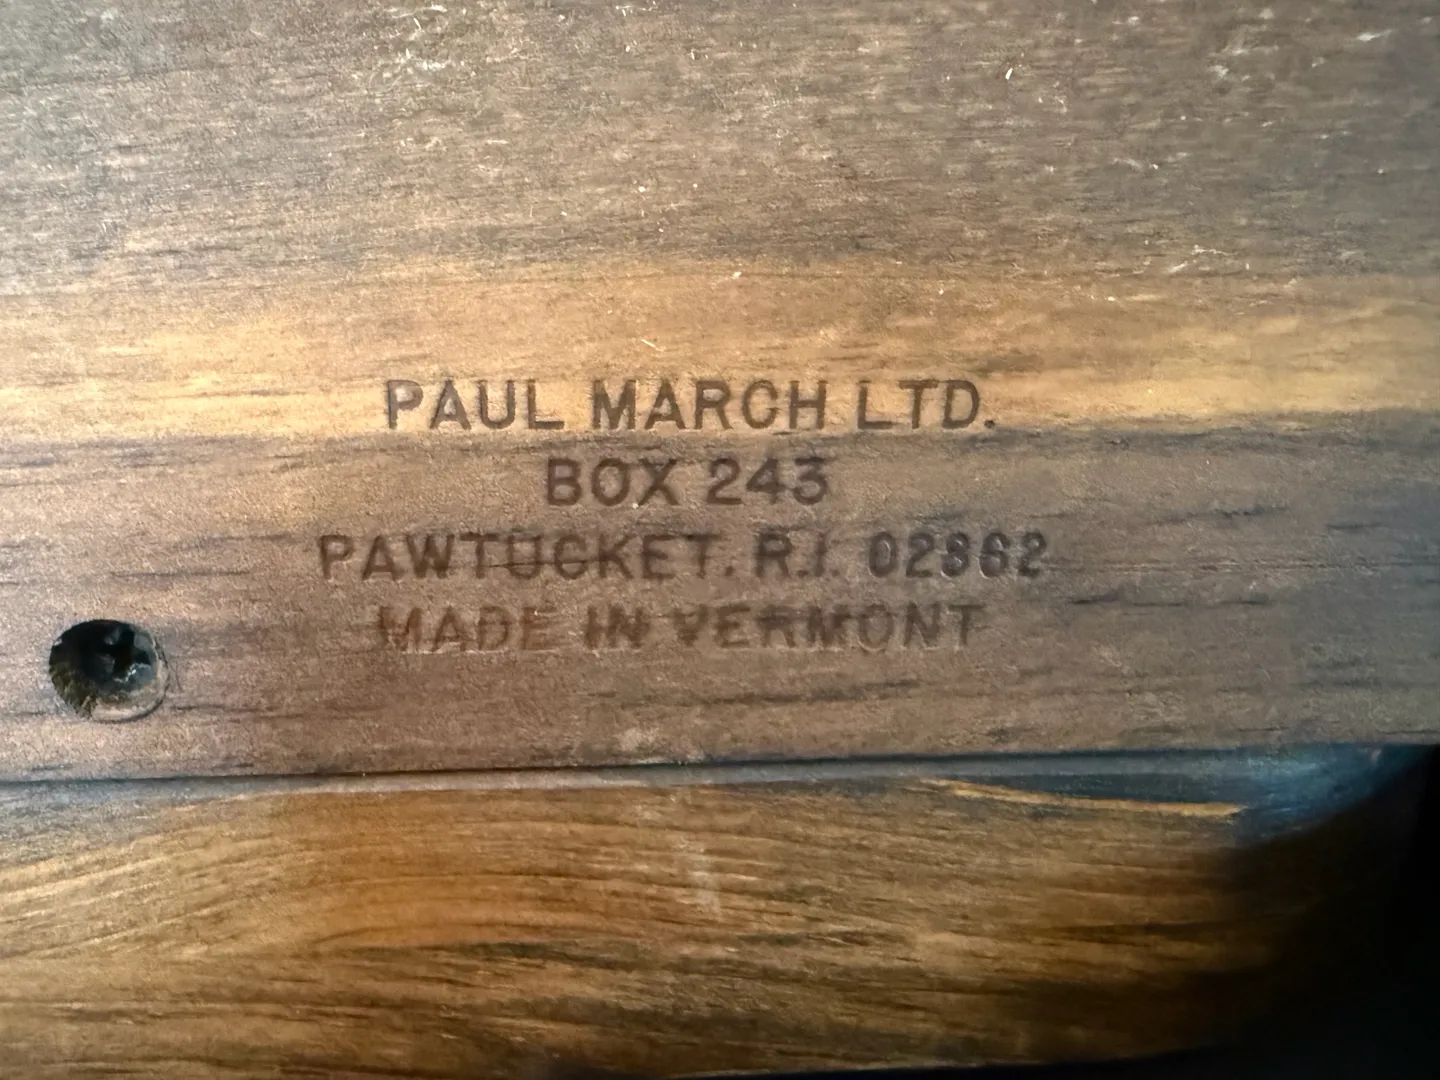 PAUL MARCH LTD.
BOX 243
PAWTUCKET, R.I. 02862
MADE IN VERMONT